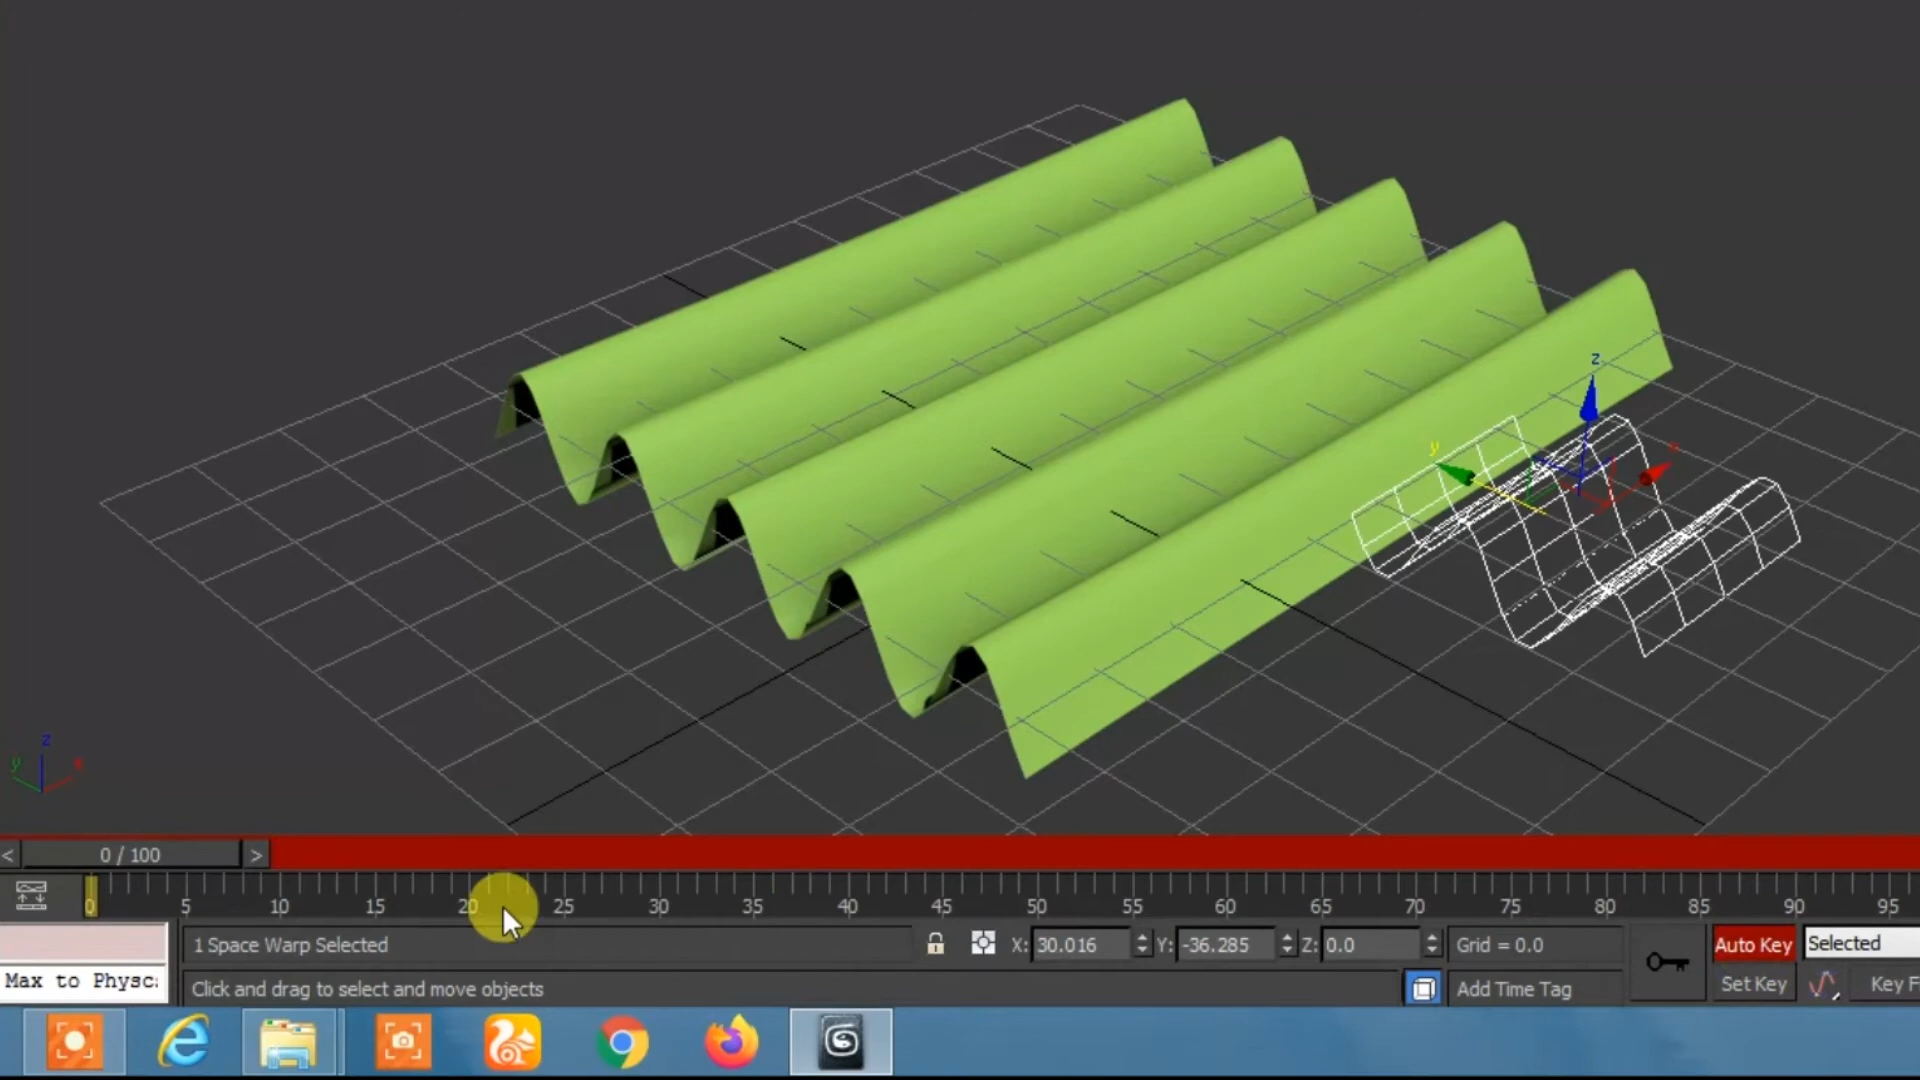 z
y
x
z
y
x
<
0 / 100
>
0 5 10 15 20 25 30 35 40 45 50 55 60 65 70 75 80 85 90 95
1 Space Warp Selected
X: 30.016 Y: -36.285 Z: 0.0
Grid = 0.0
Auto Key
Selected
Max to Physc:
Click and drag to select and move objects
Add Time Tag
Set Key
Key F